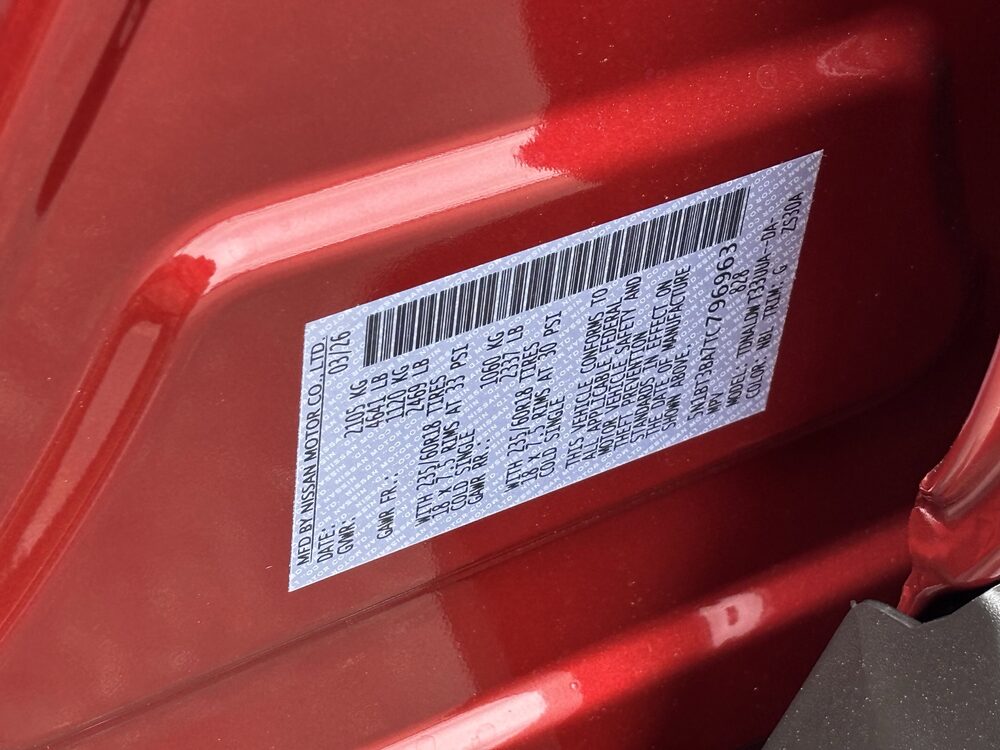 MFD BY NISSAN MOTOR CO.,LTD.
DATE: 03/26
GVWR: 2105 KG
4641 LB
GAWR FR.: 1120 KG
2469 LB
WITH 235/60R18 TIRES
18 X 7.5 RIMS AT 33 PSI
COLD SINGLE
GAWR RR.: 1060 KG
2337 LB
WITH 235/60R18 TIRES
18 X 7.5 RIMS AT 30 PSI
COLD SINGLE
THIS VEHICLE CONFORMS TO
ALL APPLICABLE FEDERAL
MOTOR VEHICLE SAFETY AND
THEFT PREVENTION
STANDARDS IN EFFECT ON
THE DATE OF MANUFACTURE
SHOWN ABOVE.
5N1BT3BA7TC796963
MPV 828
MODEL: TDNALDWT33UWA--DA-
COLOR: NBL TRIM: G ZS30A